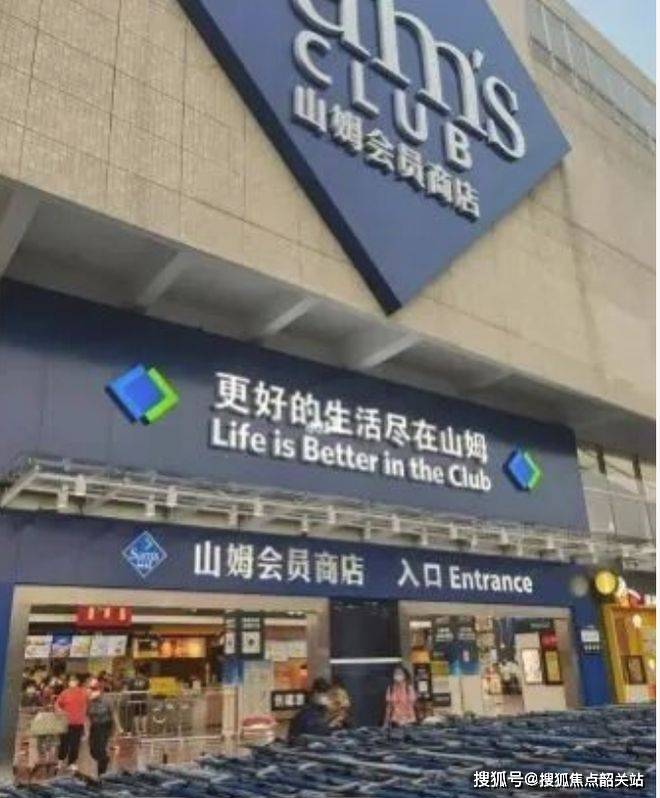 am's
CLUB
山姆会员商店
更好的生活尽在山姆
Life is Better in the Club
Sam's
山姆会员商店 入口 Entrance
搜狐号@搜狐焦点韶关站